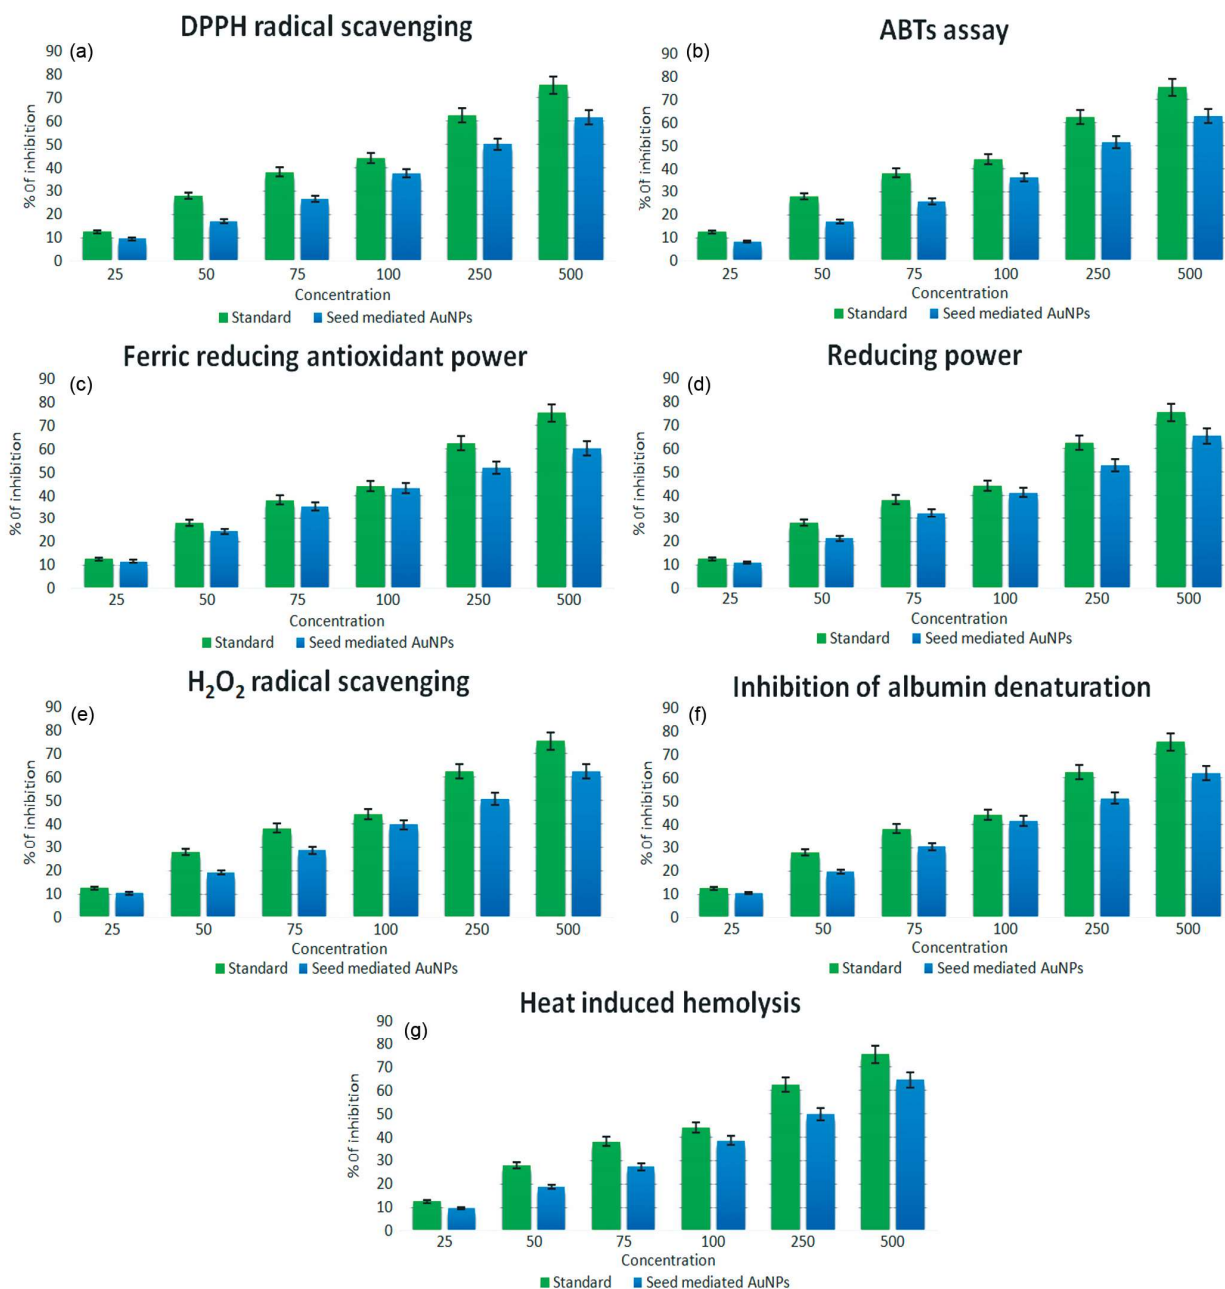 DPPH radical scavenging
(a)
90
80
70
60
50
40
30
20
10
0
% 0f inhibition
25 50 75 100 250 500
Concentration
Standard Seed mediated AuNPs
ABTs assay
(b)
90
80
70
60
50
40
30
20
10
0
% 0f inhibition
25 50 75 100 250 500
Concentration
Standard Seed mediated AuNPs
Ferric reducing antioxidant power
(c)
90
80
70
60
50
40
30
20
10
0
% 0f inhibition
25 50 75 100 250 500
Concentration
Standard Seed mediated AuNPs
Reducing power
(d)
90
80
70
60
50
40
30
20
10
0
% 0f inhibition
25 50 75 100 250 500
Concentration
Standard Seed mediated AuNPs
H₂O₂ radical scavenging
(e)
90
80
70
60
50
40
30
20
10
0
% 0f inhibition
25 50 75 100 250 500
Concentration
Standard Seed mediated AuNPs
Inhibition of albumin denaturation
(f)
90
80
70
60
50
40
30
20
10
0
% 0f inhibition
25 50 75 100 250 500
Concentration
Standard Seed mediated AuNPs
Heat induced hemolysis
(g)
90
80
70
60
50
40
30
20
10
0
% 0f inhibition
25 50 75 100 250 500
Concentration
Standard Seed mediated AuNPs